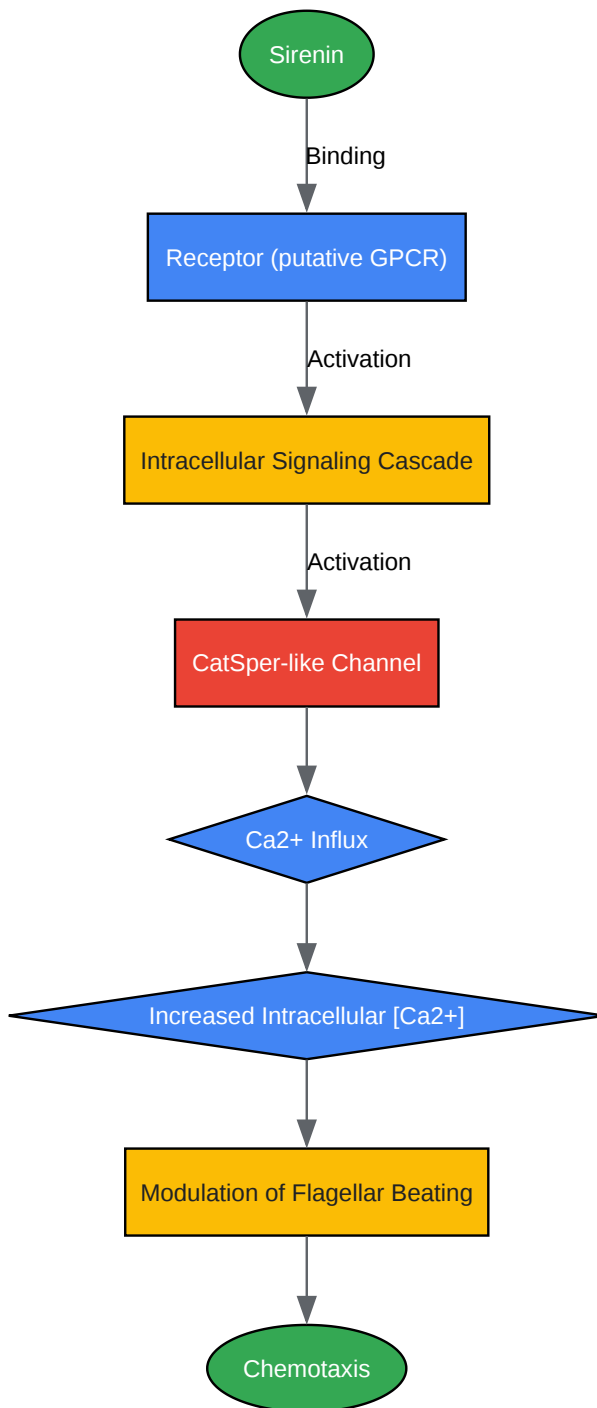 Sirenin
Binding
Receptor (putative GPCR)
Activation
Intracellular Signaling Cascade
Activation
CatSper-like Channel
Ca2+ Influx
Increased Intracellular [Ca2+]
Modulation of Flagellar Beating
Chemotaxis